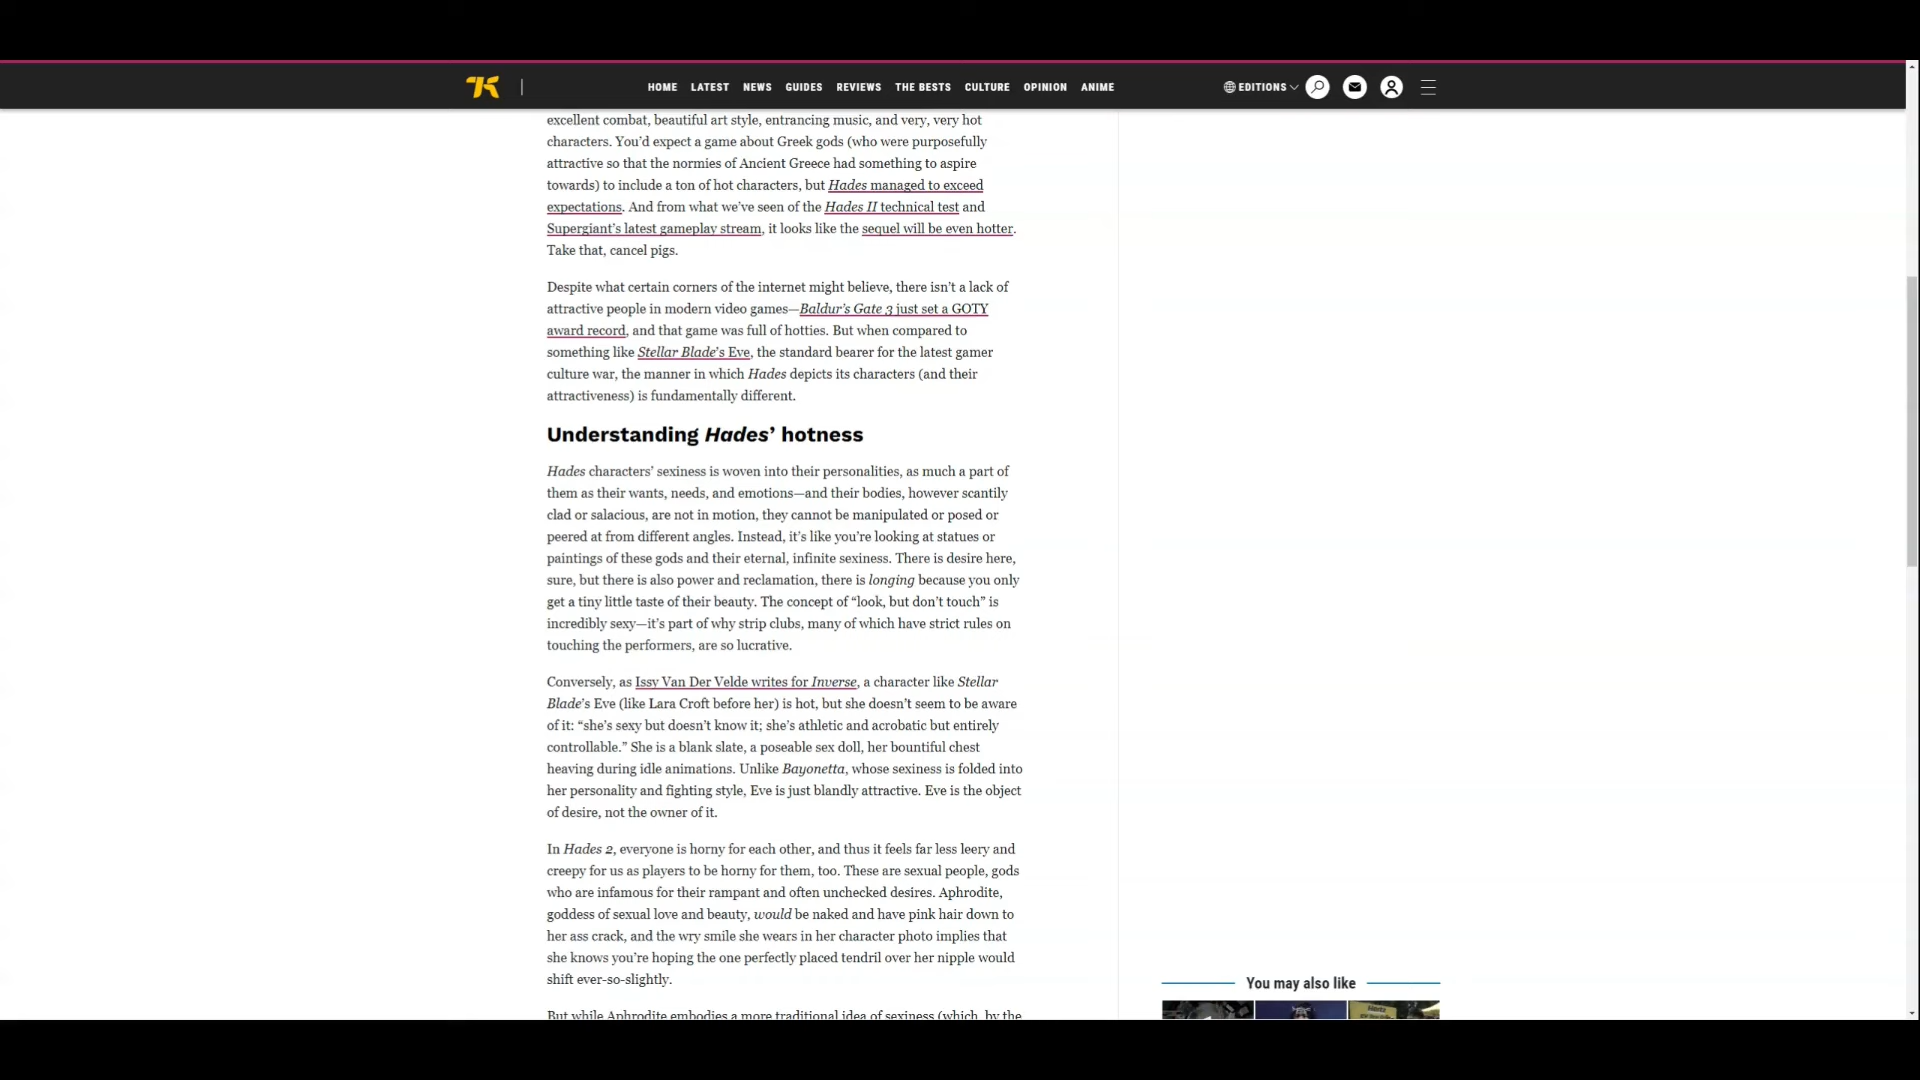 HOME LATEST NEWS GUIDES REVIEWS THE BESTS CULTURE OPINION ANIME EDITIONS
excellent combat, beautiful art style, entrancing music, and very, very hot
characters. You’d expect a game about Greek gods (who were purposefully
attractive so that the normies of Ancient Greece had something to aspire
towards) to include a ton of hot characters, but Hades managed to exceed
expectations. And from what we’ve seen of the Hades II technical test and
Supergiant’s latest gameplay stream, it looks like the sequel will be even hotter.
Take that, cancel pigs.
Despite what certain corners of the internet might believe, there isn’t a lack of
attractive people in modern video games—Baldur’s Gate 3 just set a GOTY
award record, and that game was full of hotties. But when compared to
something like Stellar Blade’s Eve, the standard bearer for the latest gamer
culture war, the manner in which Hades depicts its characters (and their
attractiveness) is fundamentally different.
Understanding Hades’ hotness
Hades characters’ sexiness is woven into their personalities, as much a part of
them as their wants, needs, and emotions—and their bodies, however scantily
clad or salacious, are not in motion, they cannot be manipulated or posed or
peered at from different angles. Instead, it’s like you’re looking at statues or
paintings of these gods and their eternal, infinite sexiness. There is desire here,
sure, but there is also power and reclamation, there is longing because you only
get a tiny little taste of their beauty. The concept of “look, but don’t touch” is
incredibly sexy—it’s part of why strip clubs, many of which have strict rules on
touching the performers, are so lucrative.
Conversely, as Issy Van Der Velde writes for Inverse, a character like Stellar
Blade’s Eve (like Lara Croft before her) is hot, but she doesn’t seem to be aware
of it: “she’s sexy but doesn’t know it; she’s athletic and acrobatic but entirely
controllable.” She is a blank slate, a poseable sex doll, her bountiful chest
heaving during idle animations. Unlike Bayonetta, whose sexiness is folded into
her personality and fighting style, Eve is just blandly attractive. Eve is the object
of desire, not the owner of it.
In Hades 2, everyone is horny for each other, and thus it feels far less leery and
creepy for us as players to be horny for them, too. These are sexual people, gods
who are infamous for their rampant and often unchecked desires. Aphrodite,
goddess of sexual love and beauty, would be naked and have pink hair down to
her ass crack, and the wry smile she wears in her character photo implies that
she knows you’re hoping the one perfectly placed tendril over her nipple would
shift ever-so-slightly.
But while Aphrodite embodies a more traditional idea of sexiness (which, by the
You may also like